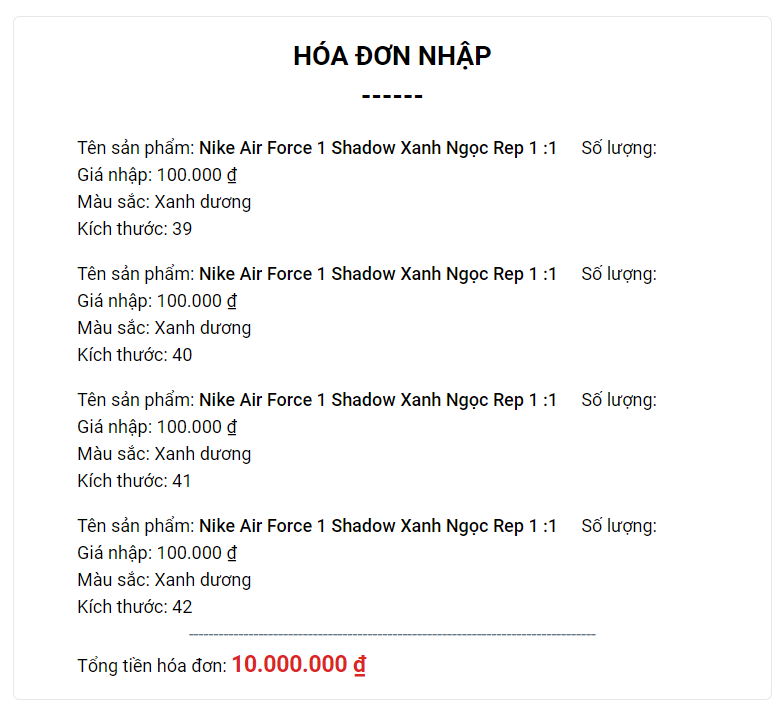 HÓA ĐƠN NHẬP
------
Tên sản phẩm: Nike Air Force 1 Shadow Xanh Ngọc Rep 1 :1 Số lượng:
Giá nhập: 100.000 ₫
Màu sắc: Xanh dương
Kích thước: 39
Tên sản phẩm: Nike Air Force 1 Shadow Xanh Ngọc Rep 1 :1 Số lượng:
Giá nhập: 100.000 ₫
Màu sắc: Xanh dương
Kích thước: 40
Tên sản phẩm: Nike Air Force 1 Shadow Xanh Ngọc Rep 1 :1 Số lượng:
Giá nhập: 100.000 ₫
Màu sắc: Xanh dương
Kích thước: 41
Tên sản phẩm: Nike Air Force 1 Shadow Xanh Ngọc Rep 1 :1 Số lượng:
Giá nhập: 100.000 ₫
Màu sắc: Xanh dương
Kích thước: 42
--------------------------------------------------------------------------------
Tổng tiền hóa đơn: 10.000.000 ₫